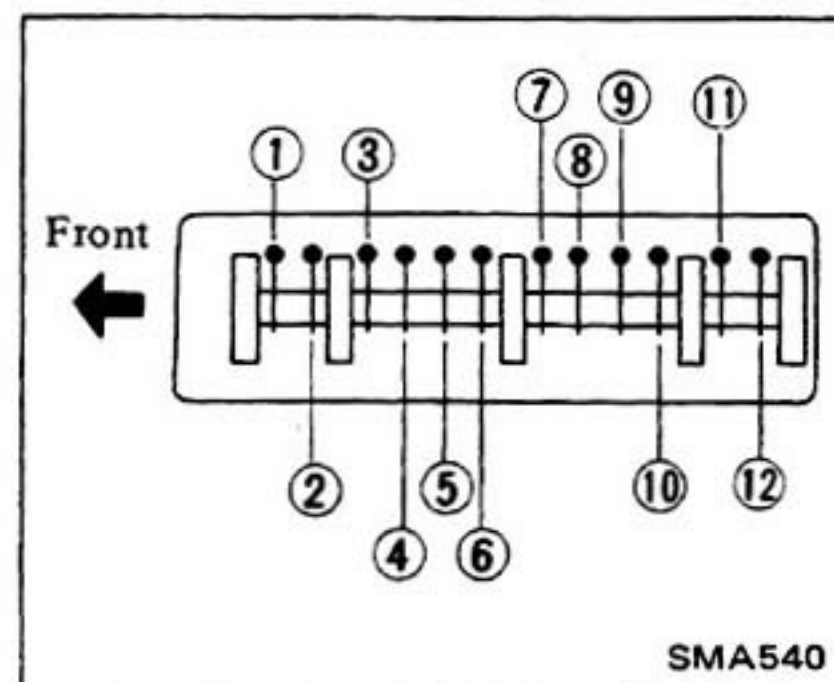 ⑦ ⑨ ⑪
① ③ ⑧
Front
② ⑤ ⑩ ⑫
④ ⑥
SMA540